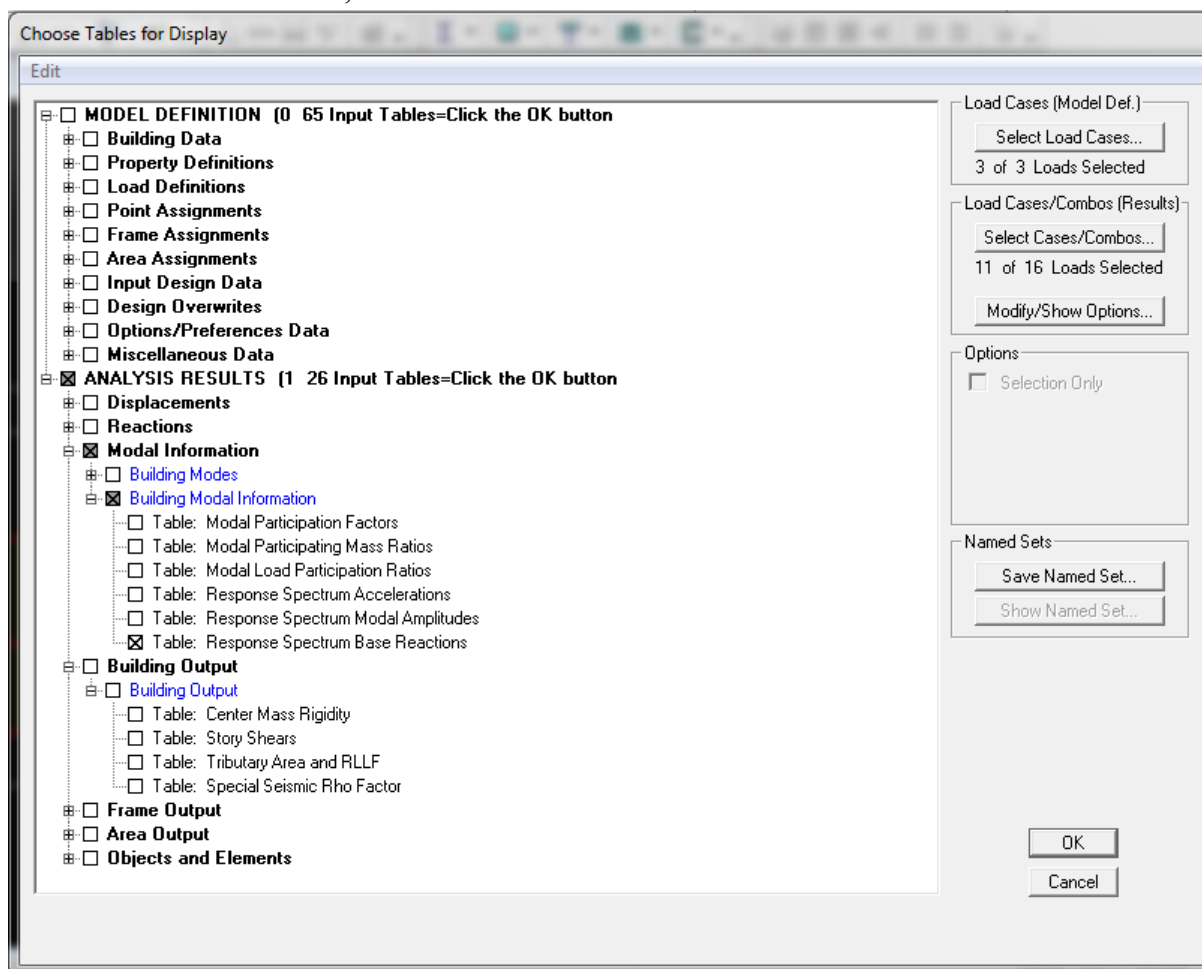 Choose Tables for Display
Edit
MODEL DEFINITION (0 65 Input Tables=Click the OK button
Building Data
Property Definitions
Load Definitions
Point Assignments
Frame Assignments
Area Assignments
Input Design Data
Design Overwrites
Options/Preferences Data
Miscellaneous Data
ANALYSIS RESULTS (1 26 Input Tables=Click the OK button
Displacements
Reactions
Modal Information
Building Modes
Building Modal Information
Table: Modal Participation Factors
Table: Modal Participating Mass Ratios
Table: Modal Load Participation Ratios
Table: Response Spectrum Accelerations
Table: Response Spectrum Modal Amplitudes
Table: Response Spectrum Base Reactions
Building Output
Building Output
Table: Center Mass Rigidity
Table: Story Shears
Table: Tributary Area and RLLF
Table: Special Seismic Rho Factor
Frame Output
Area Output
Objects and Elements
Load Cases (Model Def.)
Select Load Cases...
3 of 3 Loads Selected
Load Cases/Combos (Results)
Select Cases/Combos...
11 of 16 Loads Selected
Modify/Show Options...
Options
Selection Only
Named Sets
Save Named Set...
Show Named Set...
OK
Cancel